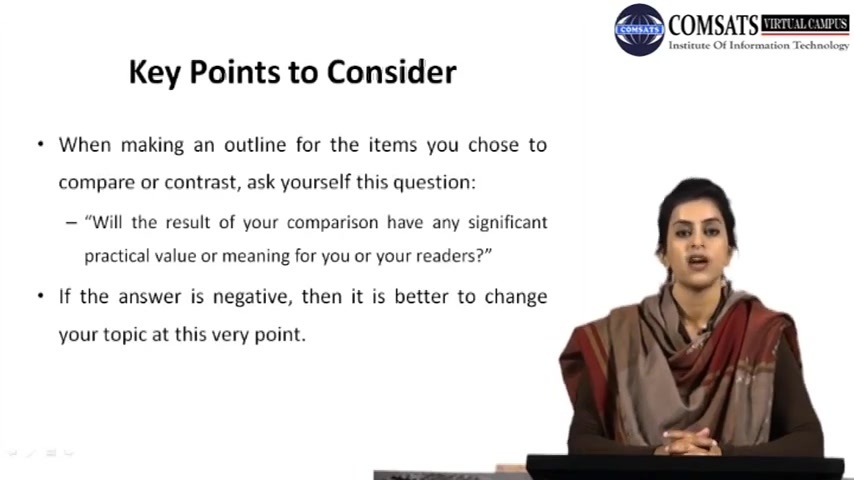 COMSATS VIRTUAL CAMPUS
COMSATS
Institute Of Information Technology
Key Points to Consider
• When making an outline for the items you chose to
compare or contrast, ask yourself this question:
– “Will the result of your comparison have any significant
practical value or meaning for you or your readers?”
• If the answer is negative, then it is better to change
your topic at this very point.